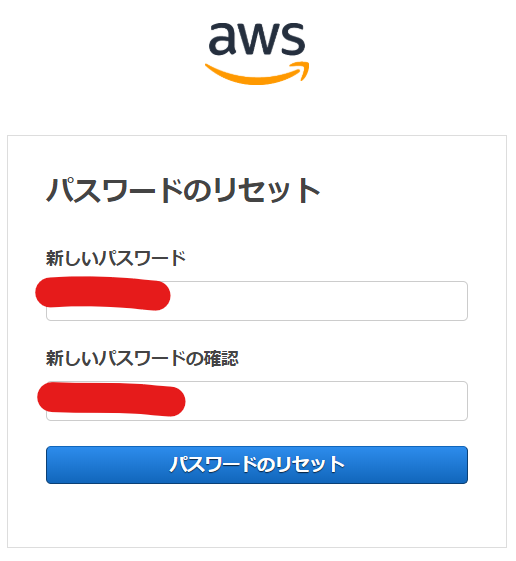 aws
パスワードのリセット
新しいパスワード
新しいパスワードの確認
パスワードのリセット